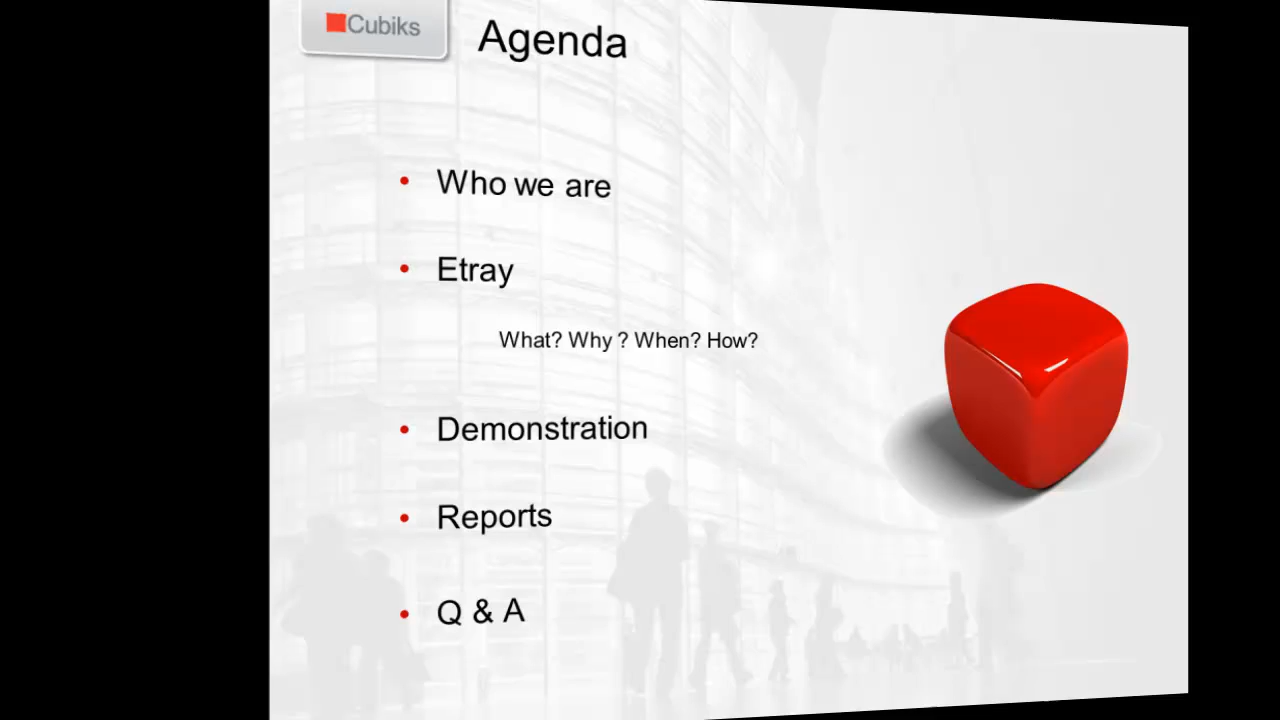 Cubiks
Agenda
• Who we are
• Etray
What? Why ? When? How?
• Demonstration
• Reports
• Q & A